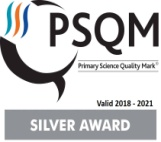 PSQM
Primary Science Quality Mark®
Valid 2018 - 2021
SILVER AWARD